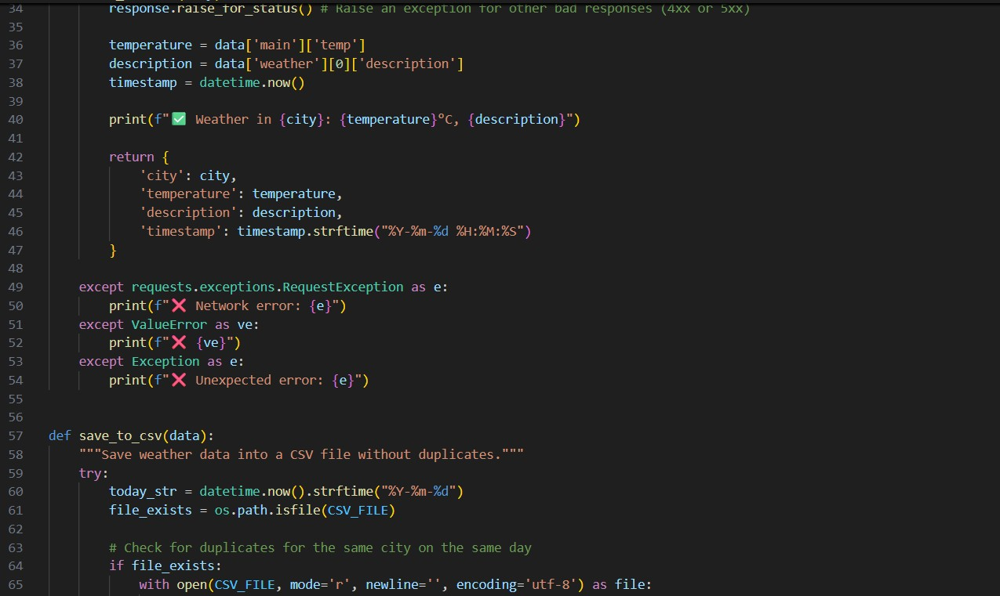 34 response.raise_for_status() # Raise an exception for other bad responses (4xx or 5xx)
35
36 temperature = data['main']['temp']
37 description = data['weather'][0]['description']
38 timestamp = datetime.now()
39
40 print(f"✅ Weather in {city}: {temperature}°C, {description}")
41
42 return {
43 'city': city,
44 'temperature': temperature,
45 'description': description,
46 'timestamp': timestamp.strftime("%Y-%m-%d %H:%M:%S")
47 }
48
49 except requests.exceptions.RequestException as e:
50 print(f"❌ Network error: {e}")
51 except ValueError as ve:
52 print(f"❌ {ve}")
53 except Exception as e:
54 print(f"❌ Unexpected error: {e}")
55
56
57 def save_to_csv(data):
58 """Save weather data into a CSV file without duplicates."""
59 try:
60 today_str = datetime.now().strftime("%Y-%m-%d")
61 file_exists = os.path.isfile(CSV_FILE)
62
63 # Check for duplicates for the same city on the same day
64 if file_exists:
65 with open(CSV_FILE, mode='r', newline='', encoding='utf-8') as file: